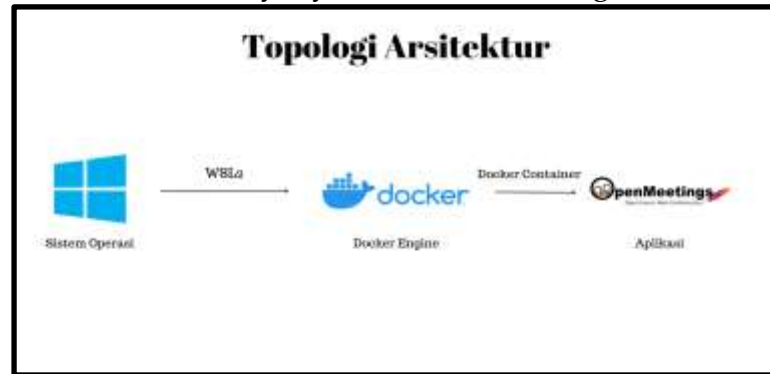 Topologi Arsitektur
WSL2
docker
Docker Container
OpenMeetings
Sistem Operasi
Docker Engine
Aplikasi